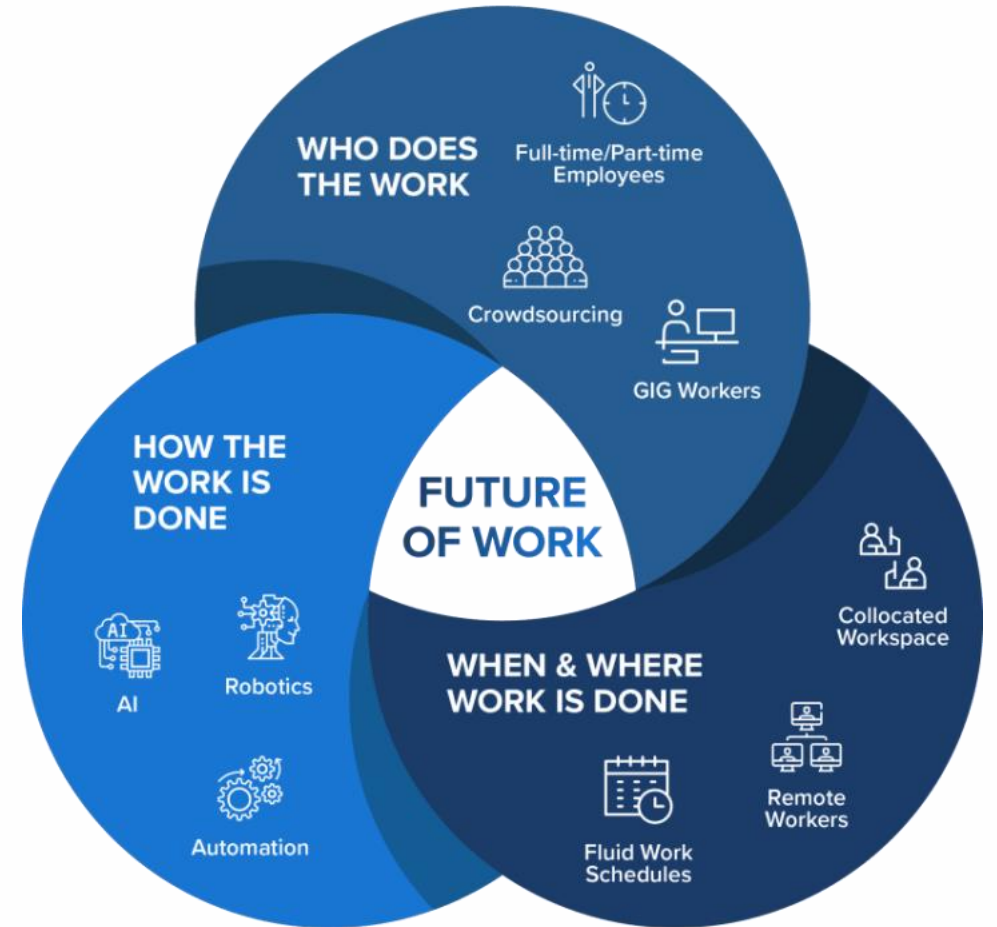 WHO DOES
THE WORK
Full-time/Part-time
Employees
Crowdsourcing
GIG Workers
HOW THE
WORK IS
DONE
AI
AI
Robotics
Automation
FUTURE
OF WORK
WHEN & WHERE
WORK IS DONE
Collocated
Workspace
Remote
Workers
Fluid Work
Schedules